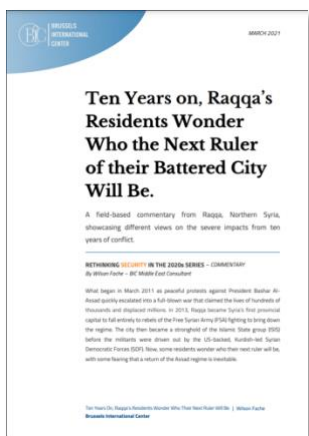 BIC
BRUSSELS
INTERNATIONAL
CENTER
MARCH 2021
Ten Years on, Raqqa's
Residents Wonder
Who the Next Ruler
of their Battered City
Will Be.
A field-based commentary from Raqqa, Northern Syria,
showcasing different views on the severe impacts from ten
years of conflict.
RETHINKING SECURITY IN THE 2020s SERIES – COMMENTARY
By Wilson Fache – BIC Middle East Consultant
What began in March 2011 as peaceful protests against President Bashar Al-
Assad quickly escalated into a full-blown war that claimed the lives of hundreds of
thousands and displaced millions. In 2013, Raqqa became Syria's first provincial
capital to fall entirely to rebels of the Free Syrian Army (FSA) fighting to bring down
the regime. The city then became a stronghold of the Islamic State group (ISIS)
before the militants were driven out by the US-backed, Kurdish-led Syrian
Democratic Forces (SDF). Now, some residents wonder who their next ruler will be,
with some fearing that a return of the Assad regime is inevitable.
Ten Years On, Raqqa's Residents Wonder Who Their Next Ruler Will Be | Wilson Fache
Brussels International Center